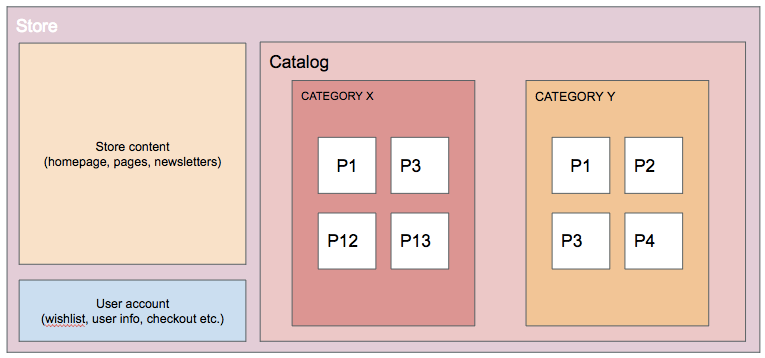 Store
Store content
(homepage, pages, newsletters)
User account
(wishlist, user info, checkout etc.)
Catalog
CATEGORY X
P1 P3
P12 P13
CATEGORY Y
P1 P2
P3 P4